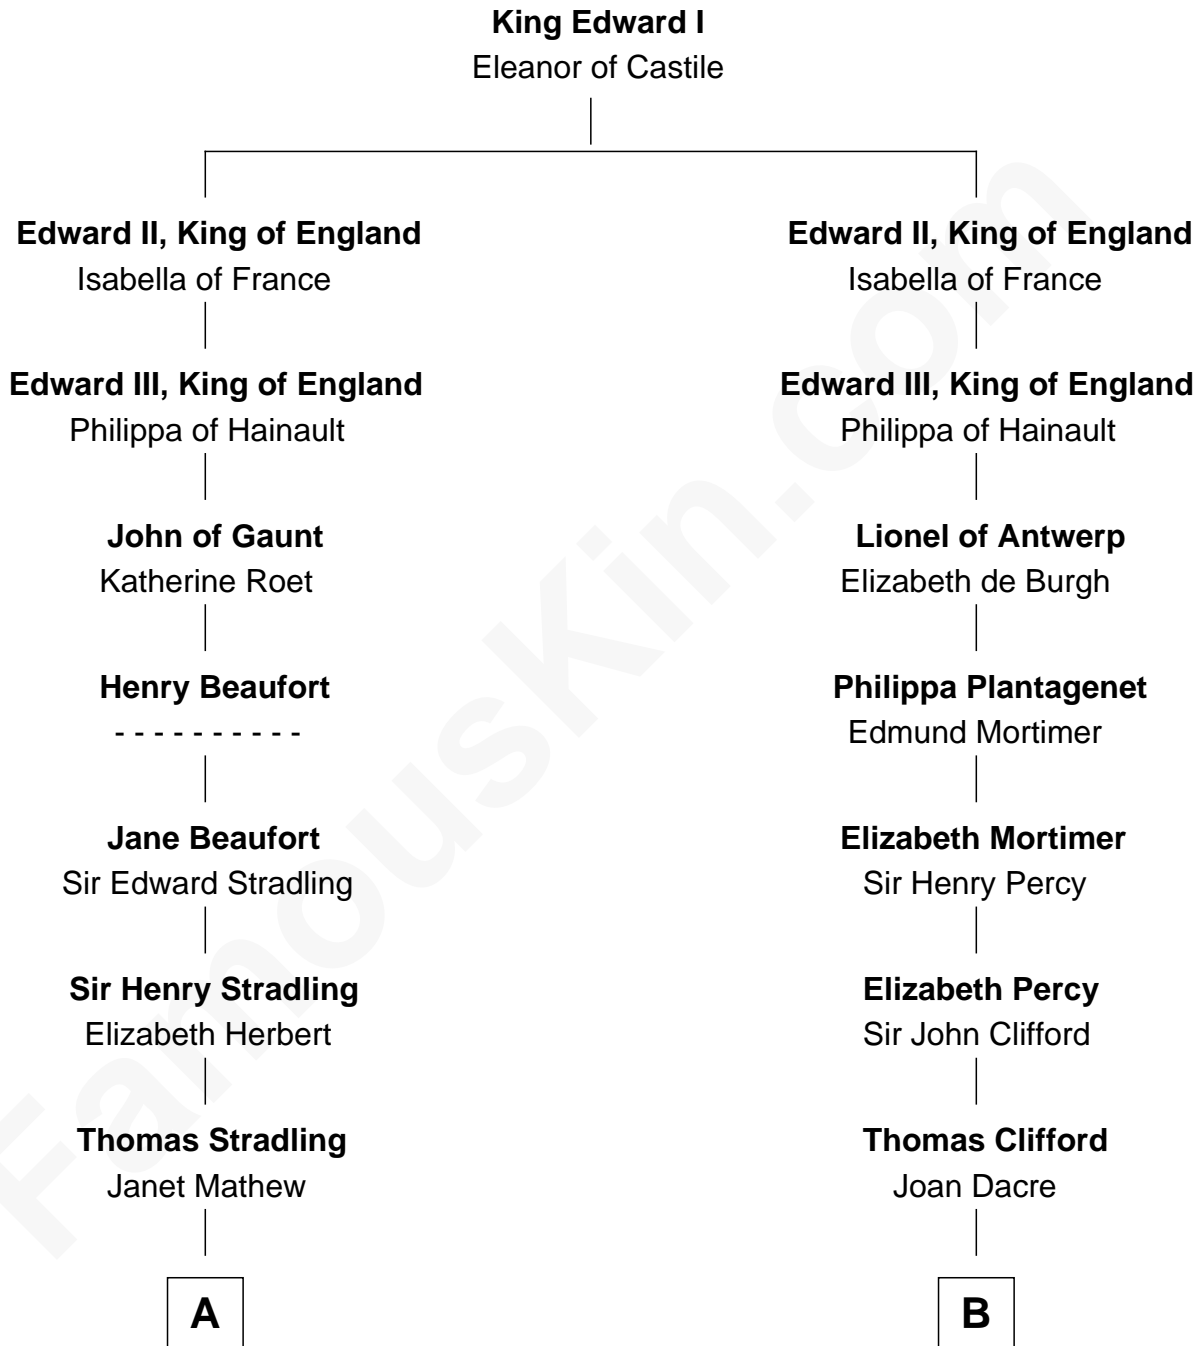 King Edward I
Eleanor of Castile
Edward II, King of England
Isabella of France
Edward III, King of England
Philippa of Hainault
John of Gaunt
Katherine Roet
Henry Beaufort
- - - - - - - - - -
Jane Beaufort
Sir Edward Stradling
Sir Henry Stradling
Elizabeth Herbert
Thomas Stradling
Janet Mathew
A
Edward II, King of England
Isabella of France
Edward III, King of England
Philippa of Hainault
Lionel of Antwerp
Elizabeth de Burgh
Philippa Plantagenet
Edmund Mortimer
Elizabeth Mortimer
Sir Henry Percy
Elizabeth Percy
Sir John Clifford
Thomas Clifford
Joan Dacre
B
FamousKin.com